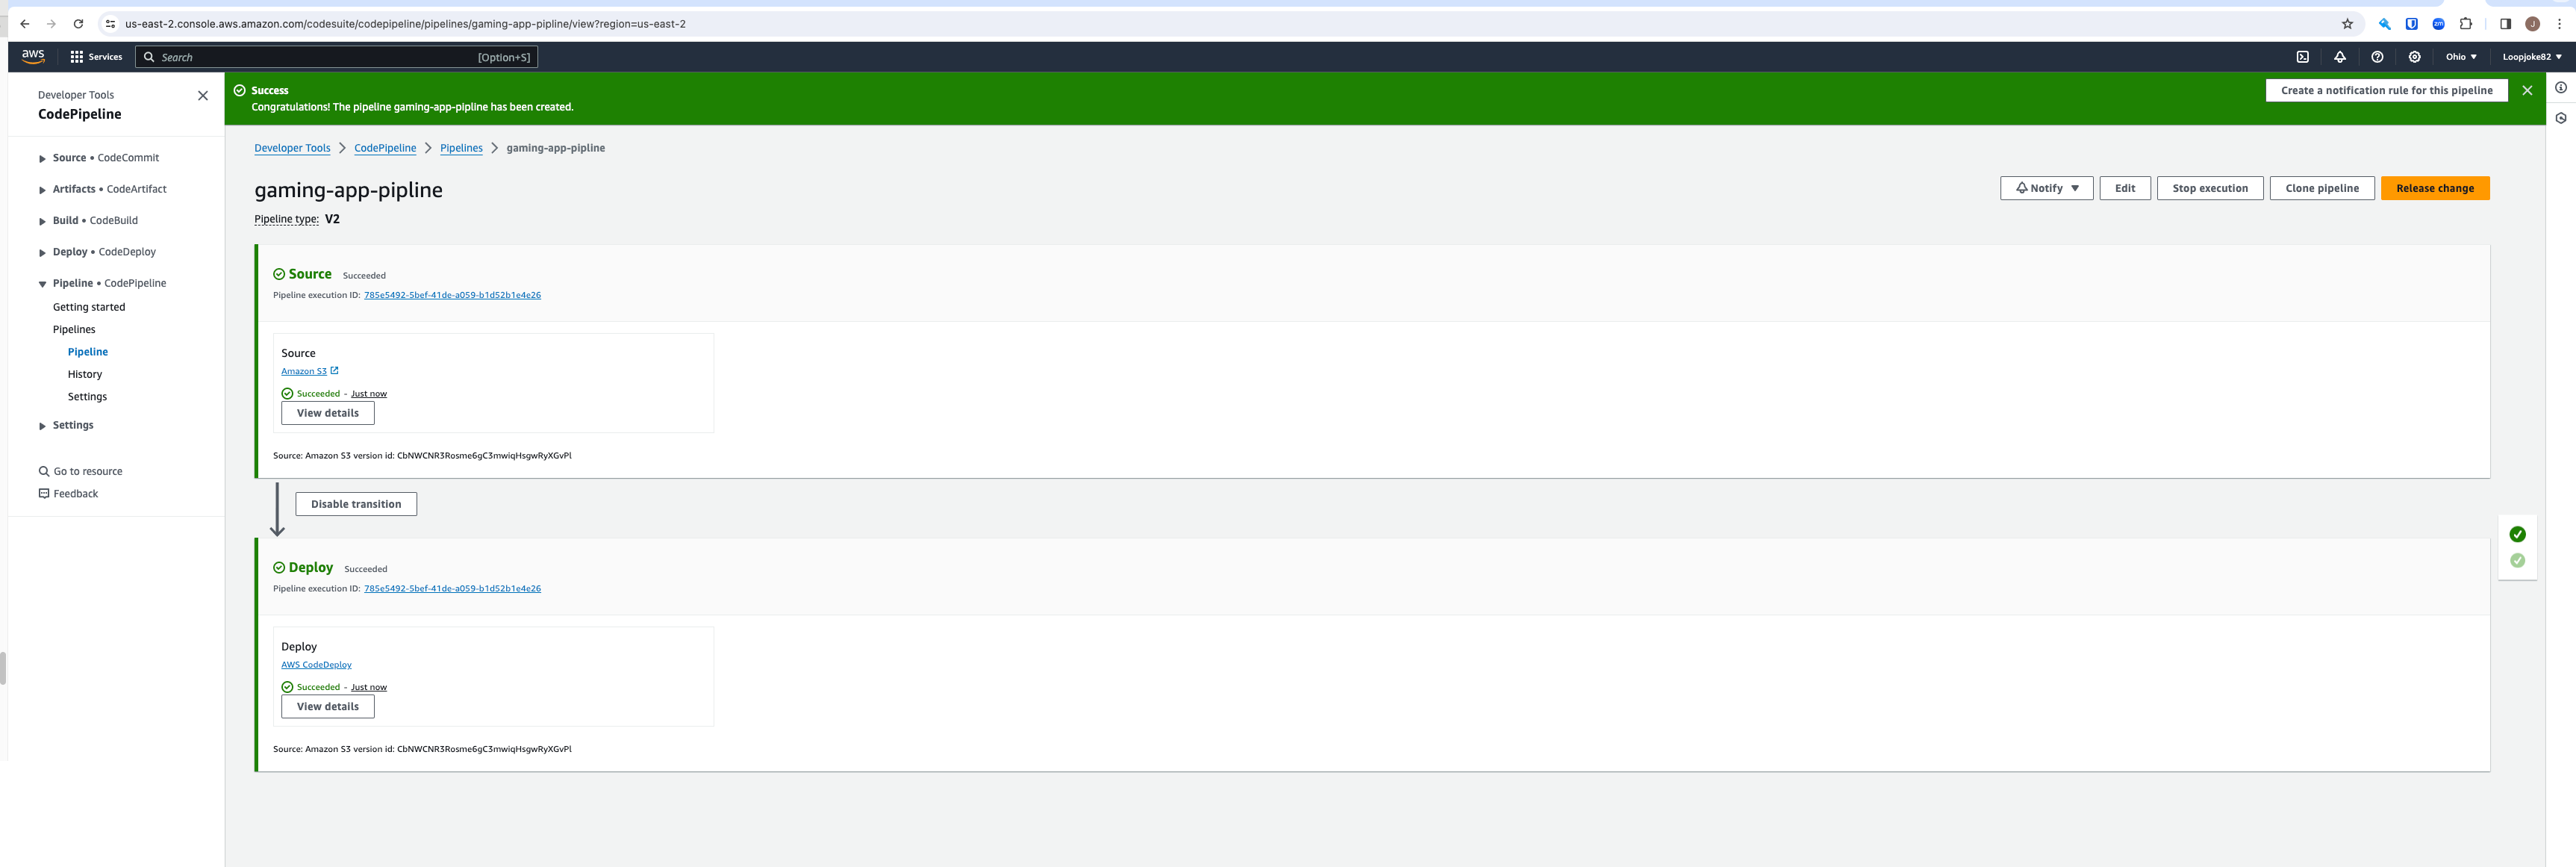 us-east-2.console.aws.amazon.com/codesuite/codepipeline/pipelines/gaming-app-pipline/view?region=us-east-2
zm
J
aws
Services
Search
[Option+S]
Ohio
Loopjoke82
Developer Tools
CodePipeline
Source • CodeCommit
Artifacts • CodeArtifact
Build • CodeBuild
Deploy • CodeDeploy
Pipeline • CodePipeline
Getting started
Pipelines
Pipeline
History
Settings
Settings
Go to resource
Feedback
Success
Congratulations! The pipeline gaming-app-pipline has been created.
Create a notification rule for this pipeline
Developer Tools > CodePipeline > Pipelines > gaming-app-pipline
gaming-app-pipline
Notify
Edit
Stop execution
Clone pipeline
Release change
Pipeline type: V2
Source Succeeded
Pipeline execution ID: 785e5492-5bef-41de-a059-b1d52b1e4e26
Source
Amazon S3
Succeeded - Just now
View details
Source: Amazon S3 version id: CbNWCNR3Rosme6gC3mwiqHsgwRyXGvPl
Disable transition
Deploy Succeeded
Pipeline execution ID: 785e5492-5bef-41de-a059-b1d52b1e4e26
Deploy
AWS CodeDeploy
Succeeded - Just now
View details
Source: Amazon S3 version id: CbNWCNR3Rosme6gC3mwiqHsgwRyXGvPl